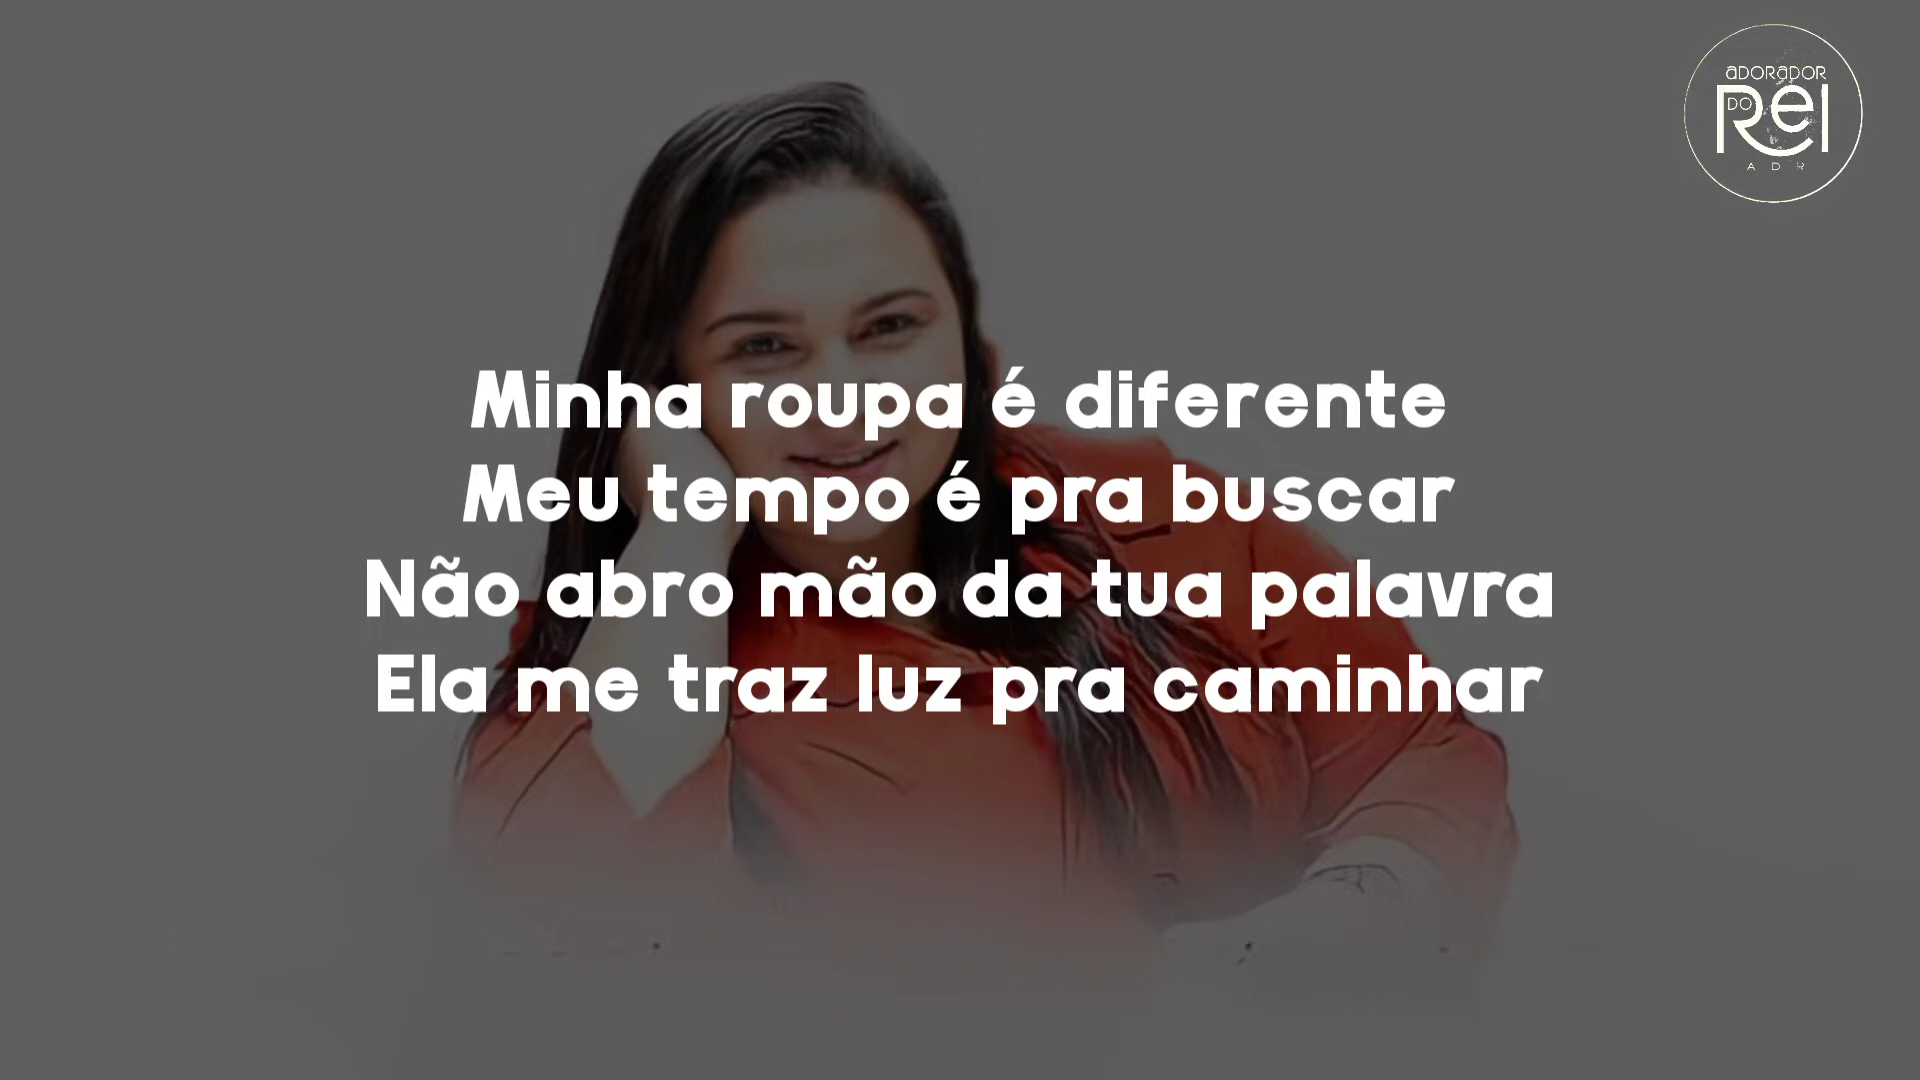 ADORADOR
DO
REI
ADR
Minha roupa é diferente
Meu tempo é pra buscar
Não abro mão da tua palavra
Ela me traz luz pra caminhar